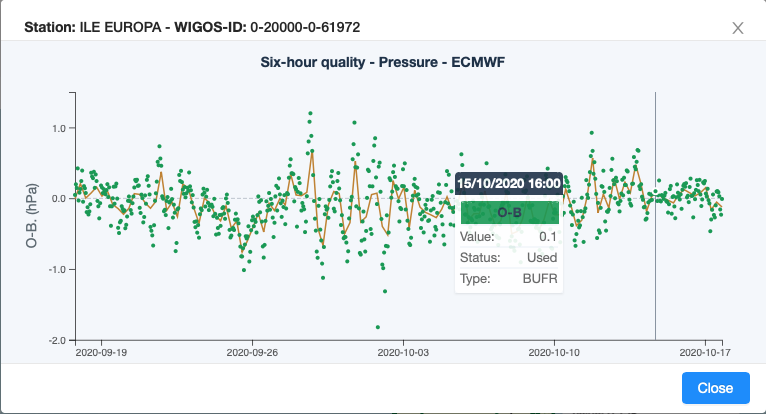 Station: ILE EUROPA - WIGOS-ID: 0-20000-0-61972
X
Six-hour quality - Pressure - ECMWF
O-B. (hPa)
1.0
0.0
-1.0
-2.0
15/10/2020 16:00
O-B
Value: 0.1
Status: Used
Type: BUFR
2020-09-19 2020-09-26 2020-10-03 2020-10-10 2020-10-17
Close